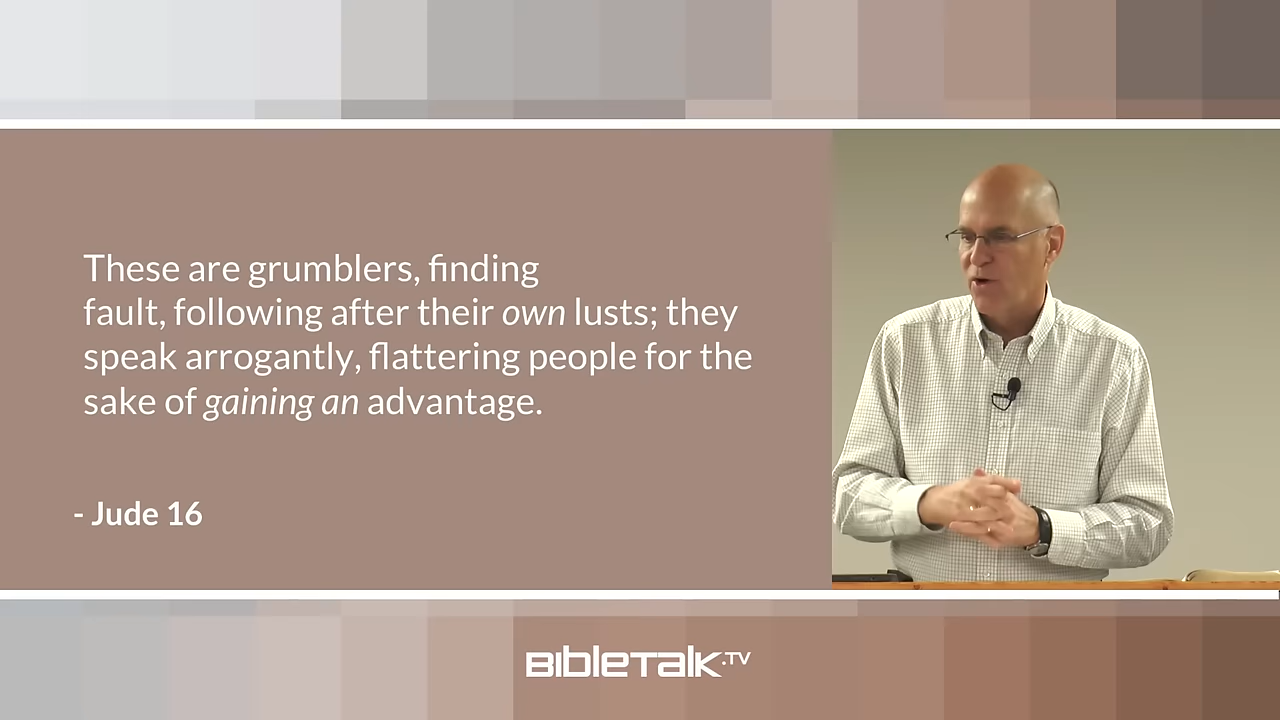 These are grumblers, finding
fault, following after their own lusts; they
speak arrogantly, flattering people for the
sake of gaining an advantage.
- Jude 16
BIBLETALK.TV